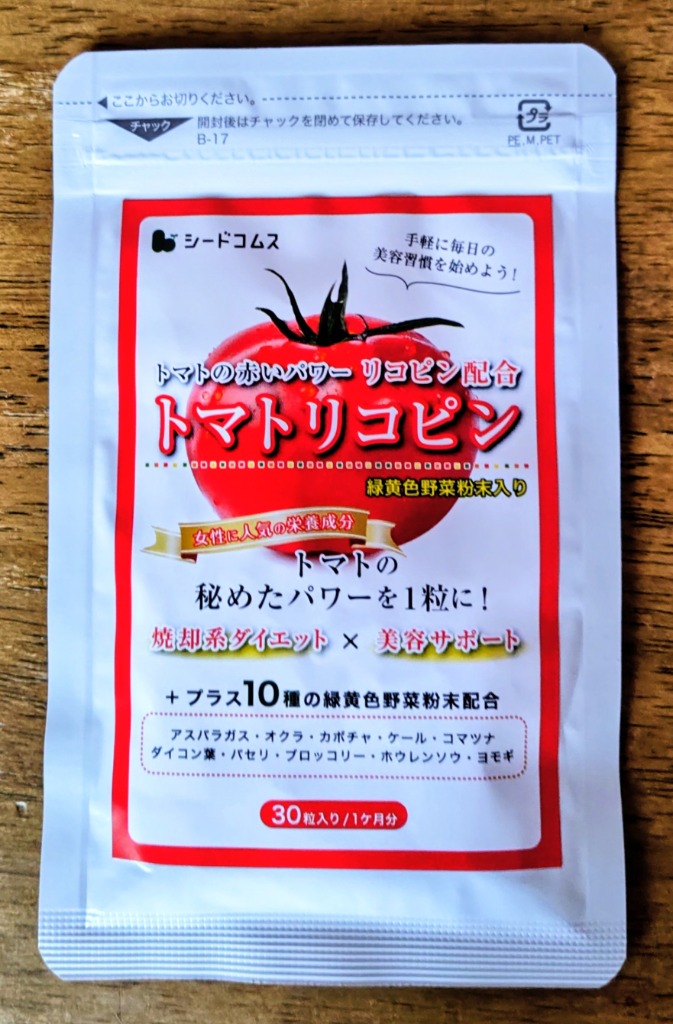 ここからお切りください。
チャック
開封後はチャックを閉めて保存してください。
B-17
プラ
PE,M,PET
シードコムス
手軽に毎日の
美容習慣を始めよう!
トマトの赤いパワー リコピン配合
トマトリコピン
緑黄色野菜粉末入り
女性に人気の栄養成分
トマトの
秘めたパワーを1粒に!
焼却系ダイエット × 美容サポート
+プラス10種の緑黄色野菜粉末配合
アスパラガス・オクラ・カボチャ・ケール・コマツナ
ダイコン葉・パセリ・ブロッコリー・ホウレンソウ・ヨモギ
30粒入り/1ケ月分